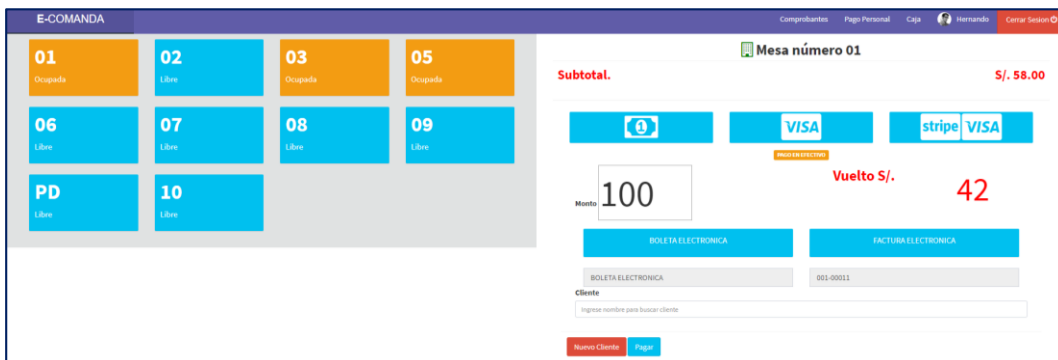 E-COMANDA
Comprobantes Pago Personal Caja Hernando Cerrar Sesion
01
Ocupada
02
Libre
03
Ocupada
05
Ocupada
06
Libre
07
Libre
08
Libre
09
Libre
PD
Libre
10
Libre
Mesa número 01
Subtotal. S/. 58.00
1
VISA
stripe VISA
PAGO EN EFECTIVO
Monto 100
Vuelto S/. 42
BOLETA ELECTRONICA
FACTURA ELECTRONICA
BOLETA ELECTRONICA
001-00011
Cliente
Ingrese nombre para buscar cliente
Nuevo Cliente
Pagar